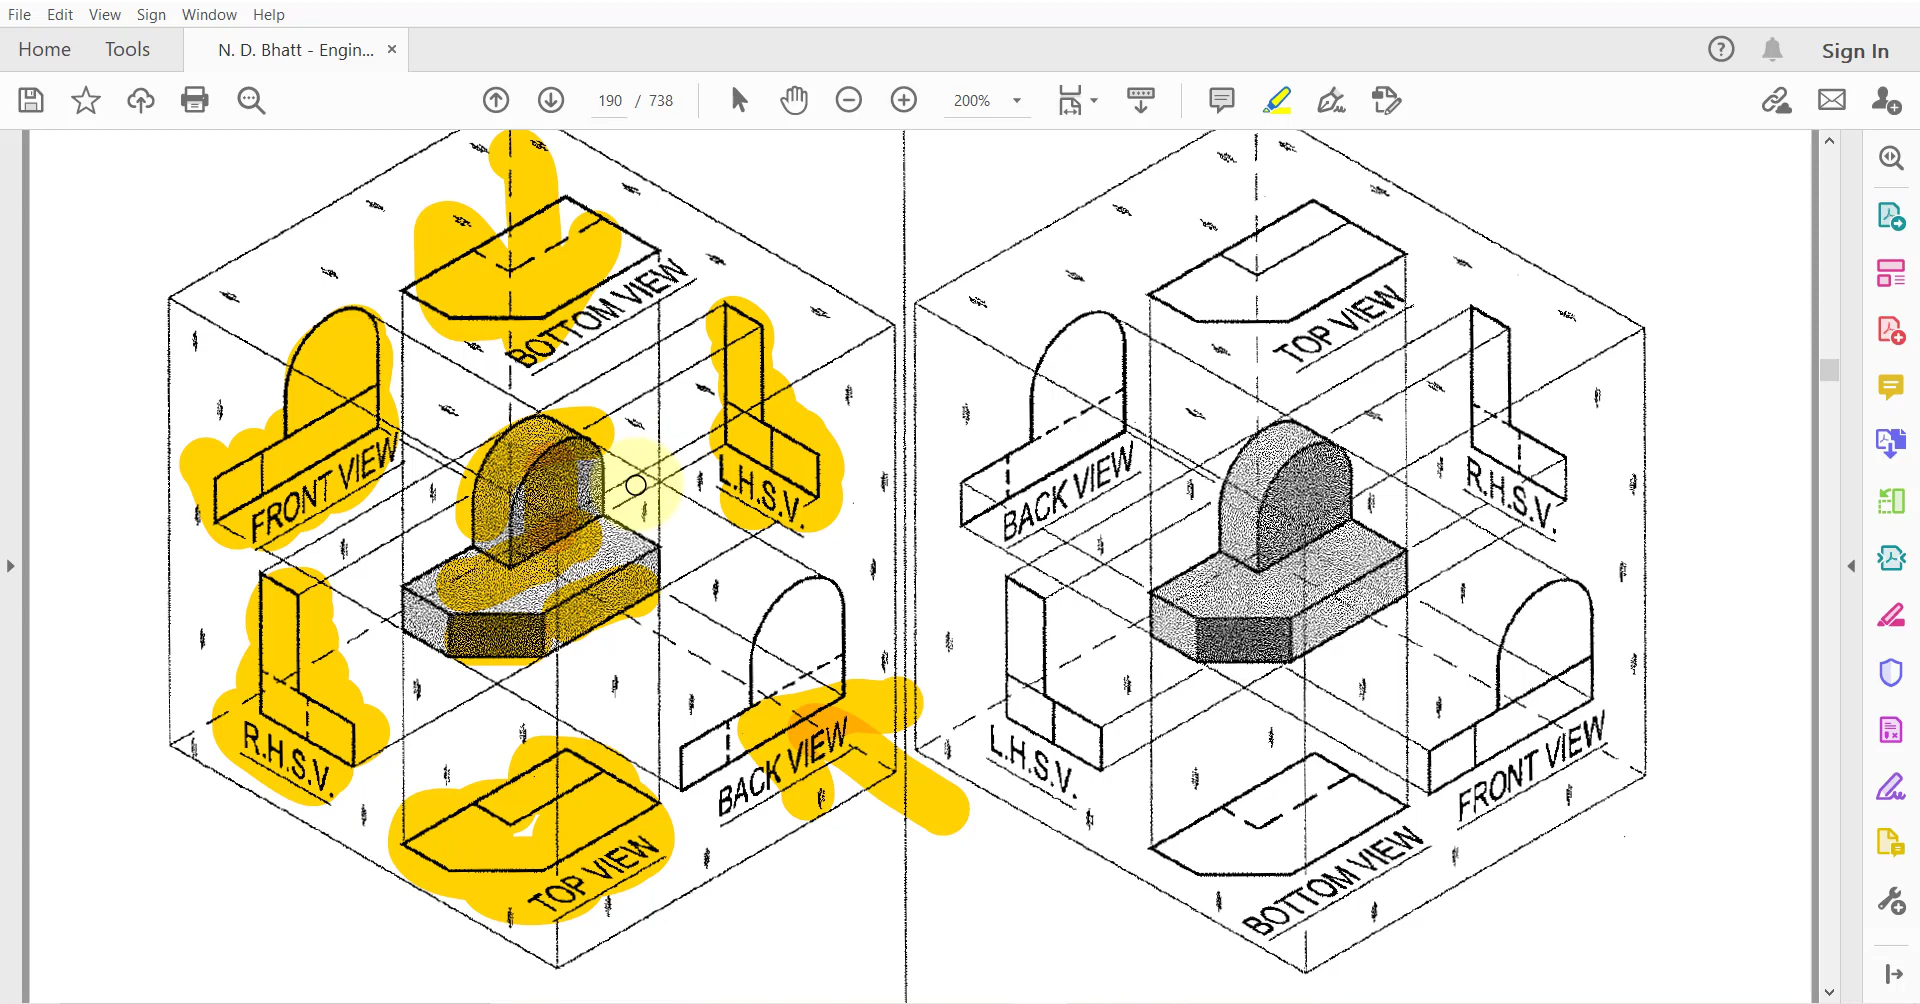 File Edit View Sign Window Help
Home Tools N. D. Bhatt - Engin... × Sign In
190 / 738 200%
BOTTOM VIEW
FRONT VIEW
L.H.S.V.
R.H.S.V.
BACK VIEW
TOP VIEW
TOP VIEW
BACK VIEW
R.H.S.V.
L.H.S.V.
FRONT VIEW
BOTTOM VIEW